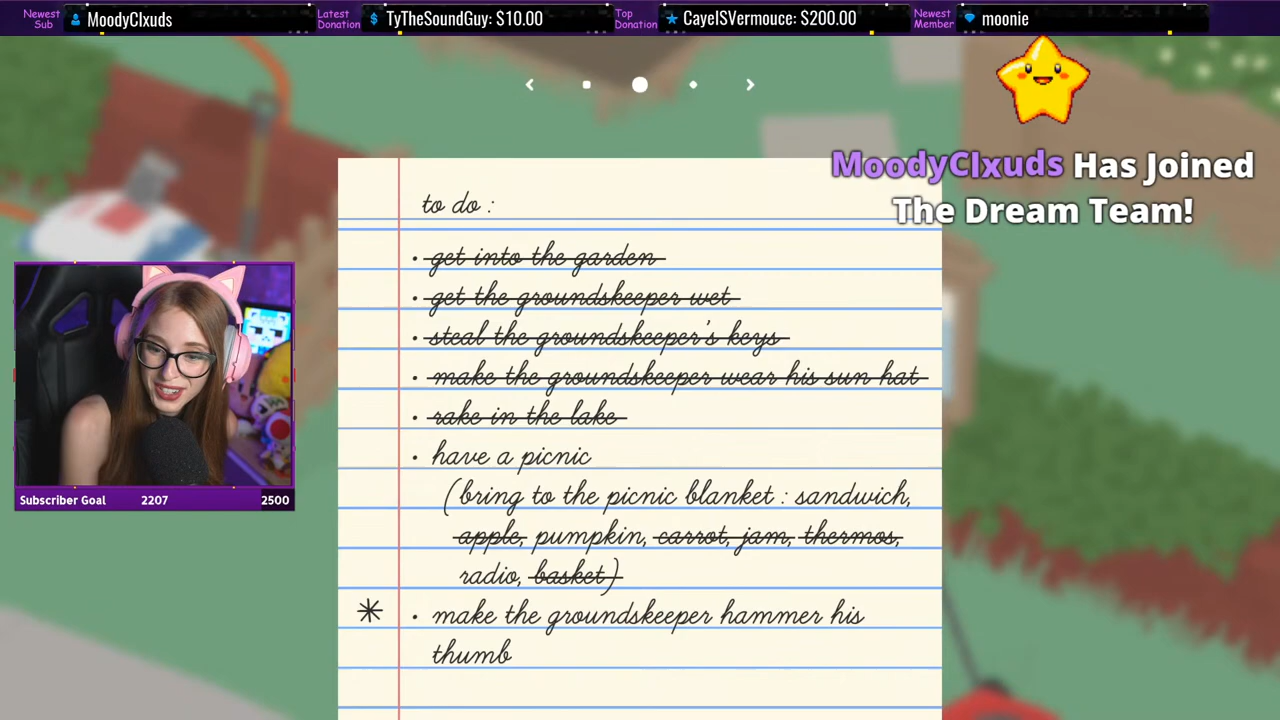 Newest
Sub
MoodyCIxuds
Latest
Donation
TyTheSoundGuy: $10.00
Top
Donation
CayeISVermouce: $200.00
Newest
Member
moonie
MoodyCIxuds Has Joined
The Dream Team!
to do :
• get into the garden
• get the groundskeeper wet
• steal the groundskeeper's keys
• make the groundskeeper wear his sun hat
• rake in the lake
• have a picnic
(bring to the picnic blanket : sandwich,
apple, pumpkin, carrot, jam, thermos,
radio, basket)
• make the groundskeeper hammer his
thumb
Subscriber Goal 2207 2500